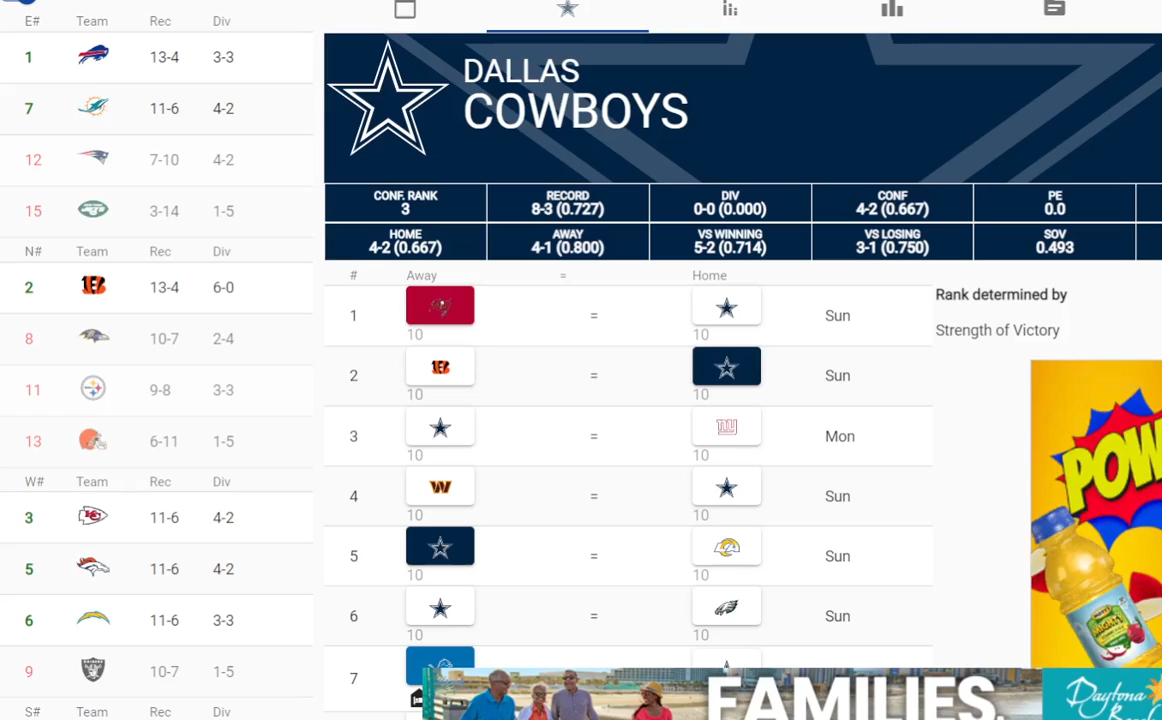 E# Team Rec Div
1 13-4 3-3
7 11-6 4-2
12 7-10 4-2
15 3-14 1-5
N# Team Rec Div
2 13-4 6-0
8 10-7 2-4
11 9-8 3-3
13 6-11 1-5
W# Team Rec Div
3 11-6 4-2
5 11-6 4-2
6 11-6 3-3
9 10-7 1-5
S# Team Rec Div
DALLAS
COWBOYS
CONF. RANK RECORD DIV CONF PE
3 8-3 (0.727) 0-0 (0.000) 4-2 (0.667) 0.0
HOME AWAY VS WINNING VS LOSING SOV
4-2 (0.667) 4-1 (0.800) 5-2 (0.714) 3-1 (0.750) 0.493
# Away = Home
1 = Sun
10 10
2 = Sun
10 10
3 = NY Mon
10 10
4 W = Sun
10 10
5 = Sun
10 10
6 = Sun
10 10
7
Rank determined by
Strength of Victory
POW
MIGHTY
FAMILIES.
Daytona